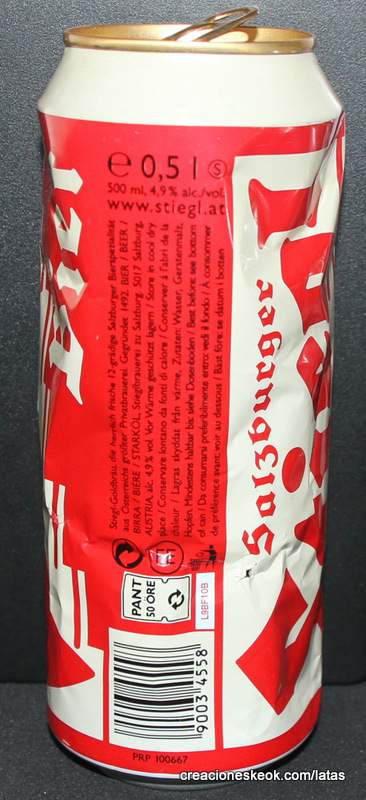 e 0,5 l S
500 ml, 4,9% alc./vol.
www.stiegl.at
Stiegl-Goldbräu, die herrlich frische 12-grädige Salzburger Bierspezialität
aus Österreichs größter Privatbrauerei. Gegründet 1492. BIER / BEER /
BIRRA / BIERE / STARKÖL, Stieglbrauerei zu Salzburg, 5017 Salzburg,
AUSTRIA, alc. 4,9% vol. Vor Wärme geschützt lagern / Store in cool dry
place / Conservare lontano da fonti di calore / Conserver à l'abri de la
chaleur / Lagras skyddat från värme. Zutaten: Wasser, Gerstenmalz,
Hopfen. Mindestens haltbar bis: siehe Dosenboden / Best before: see bottom
of can / Da consumarsi preferibilmente entro: vedi il fondo / À consommer
de préférence avant: voir au dessous / Bäst före: se datum i botten
Salzburger
Bier
PANT
50 ÖRE
L9BF10B
9003 4558
PRP 100667
creacioneskeok.com/latas